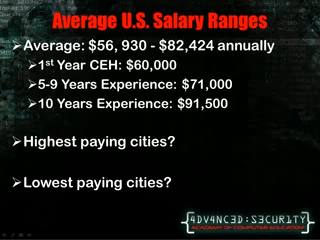 Average U.S. Salary Ranges
Average: $56, 930 - $82,424 annually
1st Year CEH: $60,000
5-9 Years Experience: $71,000
10 Years Experience: $91,500
Highest paying cities?
Lowest paying cities?
4DV4NC3D:S3CUR1TY
ACADEMY OF COMPUTER EDUCATION